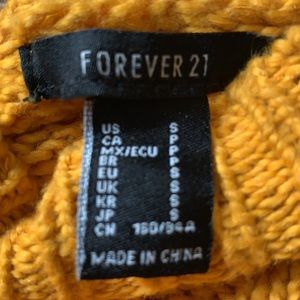 FOREVER 21
US S
CA P
MX/ECU P
BR P
EU S
UK S
KR S
JP S
CN 160/84A
MADE IN CHINA